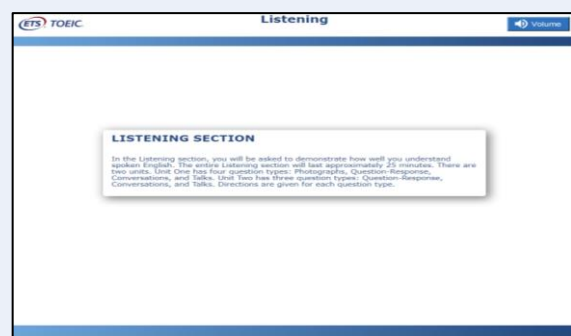 ETS TOEIC.
Listening
Volume
LISTENING SECTION
In the Listening section, you will be asked to demonstrate how well you understand
spoken English. The entire Listening section will last approximately 25 minutes. There are
two units. Unit One has four question types: Photographs, Question-Response,
Conversations, and Talks. Unit Two has three question types: Question-Response,
Conversations, and Talks. Directions are given for each question type.